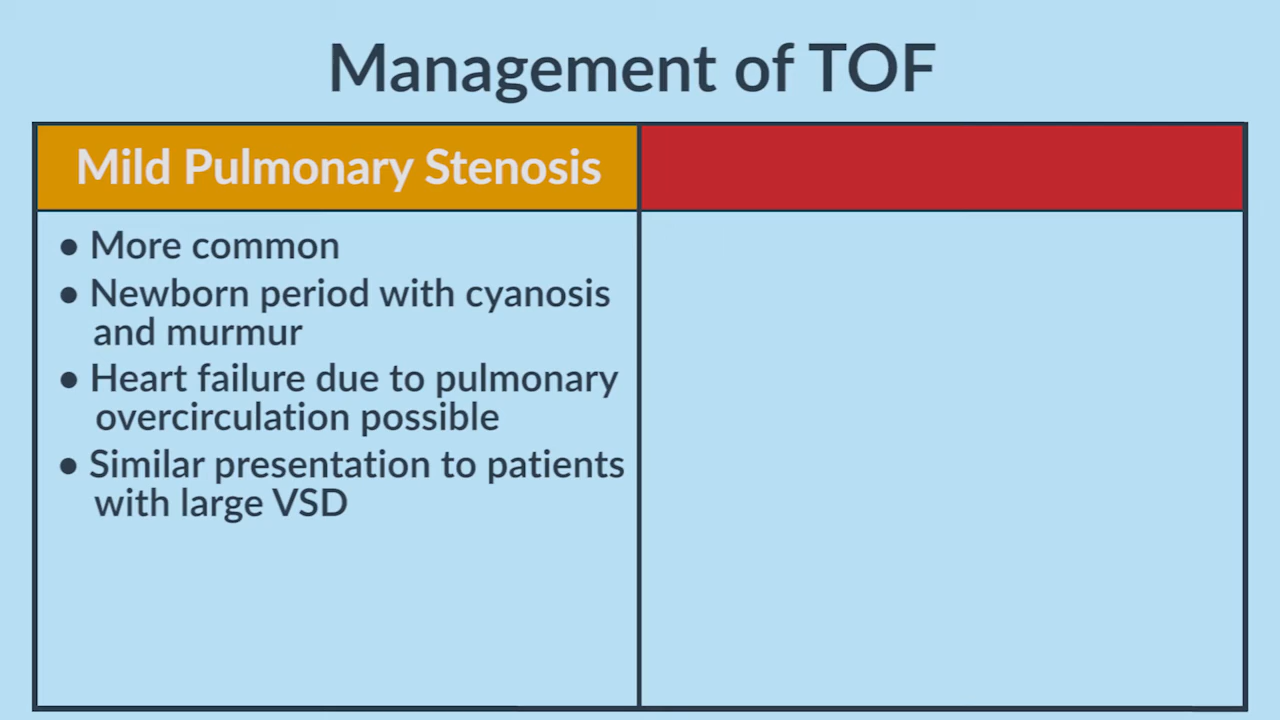 Management of TOF
Mild Pulmonary Stenosis
• More common
• Newborn period with cyanosis
and murmur
• Heart failure due to pulmonary
overcirculation possible
• Similar presentation to patients
with large VSD